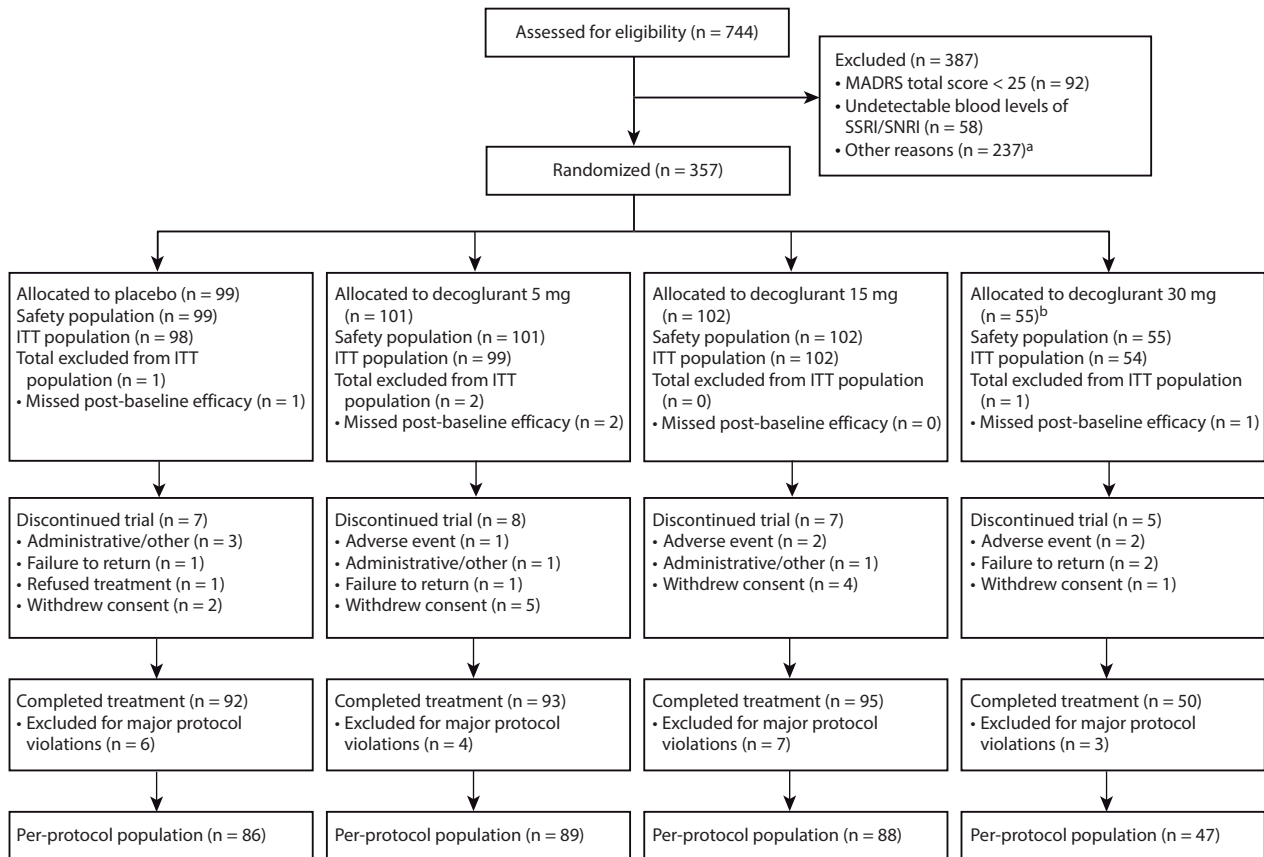 Assessed for eligibility (n = 744)
Excluded (n = 387)
• MADRS total score < 25 (n = 92)
• Undetectable blood levels of
SSRI/SNRI (n = 58)
• Other reasons (n = 237)a
Randomized (n = 357)
Allocated to placebo (n = 99)
Safety population (n = 99)
ITT population (n = 98)
Total excluded from ITT
population (n = 1)
• Missed post-baseline efficacy (n = 1)
Allocated to decoglurant 5 mg
(n = 101)
Safety population (n = 101)
ITT population (n = 99)
Total excluded from ITT
population (n = 2)
• Missed post-baseline efficacy (n = 2)
Allocated to decoglurant 15 mg
(n = 102)
Safety population (n = 102)
ITT population (n = 102)
Total excluded from ITT population
(n = 0)
• Missed post-baseline efficacy (n = 0)
Allocated to decoglurant 30 mg
(n = 55)b
Safety population (n = 55)
ITT population (n = 54)
Total excluded from ITT population
(n = 1)
• Missed post-baseline efficacy (n = 1)
Discontinued trial (n = 7)
• Administrative/other (n = 3)
• Failure to return (n = 1)
• Refused treatment (n = 1)
• Withdrew consent (n = 2)
Discontinued trial (n = 8)
• Adverse event (n = 1)
• Administrative/other (n = 1)
• Failure to return (n = 1)
• Withdrew consent (n = 5)
Discontinued trial (n = 7)
• Adverse event (n = 2)
• Administrative/other (n = 1)
• Withdrew consent (n = 4)
Discontinued trial (n = 5)
• Adverse event (n = 2)
• Failure to return (n = 2)
• Withdrew consent (n = 1)
Completed treatment (n = 92)
• Excluded for major protocol
violations (n = 6)
Completed treatment (n = 93)
• Excluded for major protocol
violations (n = 4)
Completed treatment (n = 95)
• Excluded for major protocol
violations (n = 7)
Completed treatment (n = 50)
• Excluded for major protocol
violations (n = 3)
Per-protocol population (n = 86)
Per-protocol population (n = 89)
Per-protocol population (n = 88)
Per-protocol population (n = 47)